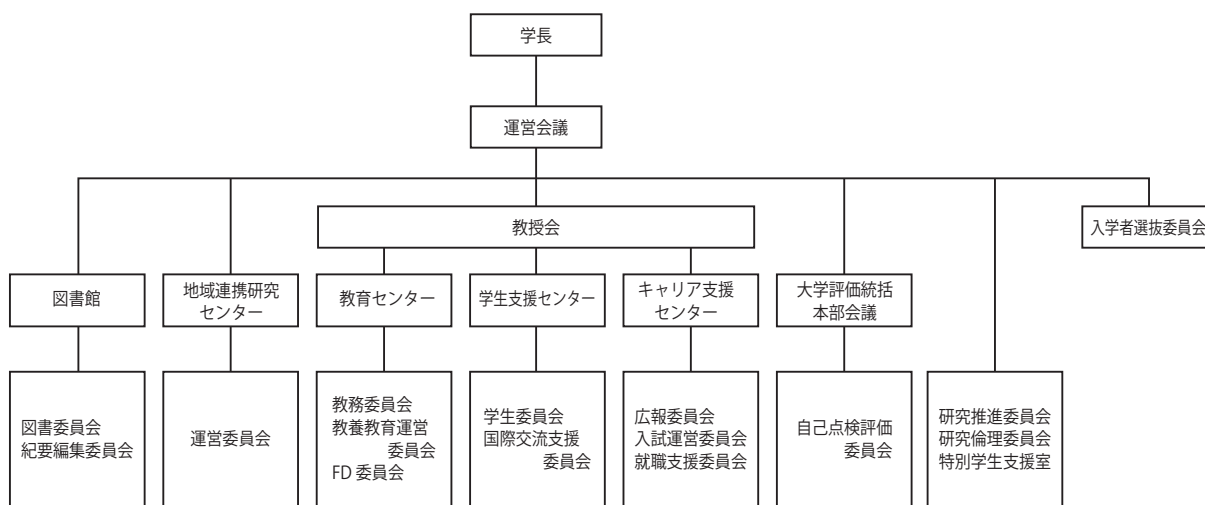 学長
運営会議
教授会
入学者選抜委員会
図書館
地域連携研究
センター
教育センター
学生支援センター
キャリア支援
センター
大学評価統括
本部会議
図書委員会
紀要編集委員会
運営委員会
教務委員会
教養教育運営
委員会
FD 委員会
学生委員会
国際交流支援
委員会
広報委員会
入試運営委員会
就職支援委員会
自己点検評価
委員会
研究推進委員会
研究倫理委員会
特別学生支援室